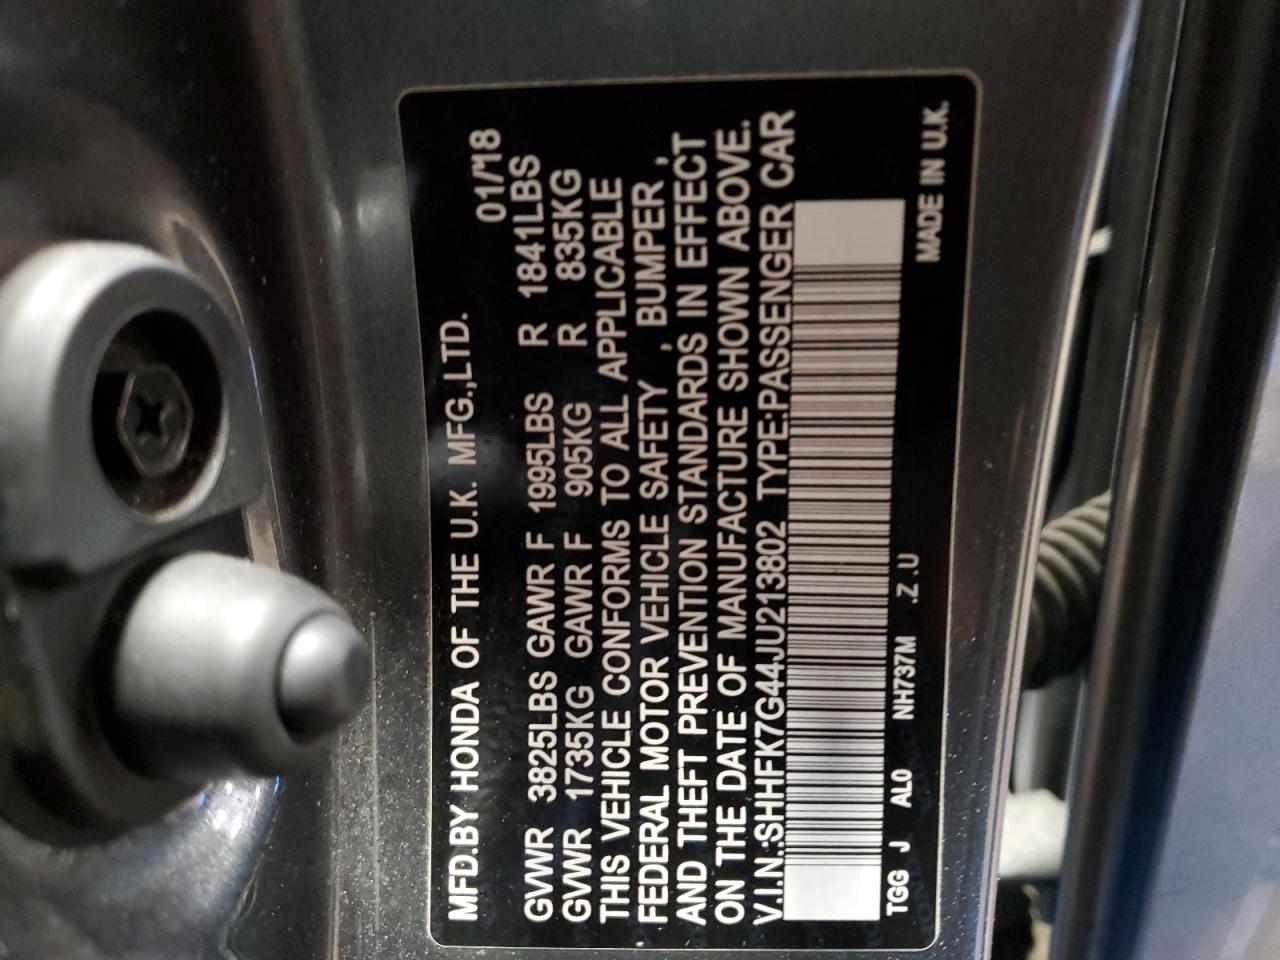 MFD.BY HONDA OF THE U.K. MFG.,LTD. 01/18
GVWR 3825LBS GAWR F 1995LBS R 1841LBS
GVWR 1735KG GAWR F 905KG R 835KG
THIS VEHICLE CONFORMS TO ALL APPLICABLE
FEDERAL MOTOR VEHICLE SAFETY , BUMPER ,
AND THEFT PREVENTION STANDARDS IN EFFECT
ON THE DATE OF MANUFACTURE SHOWN ABOVE.
V.I.N.:SHHFK7G44JU213802 TYPE:PASSENGER CAR
TGG J AL0 NH737M .Z.U
MADE IN U.K.